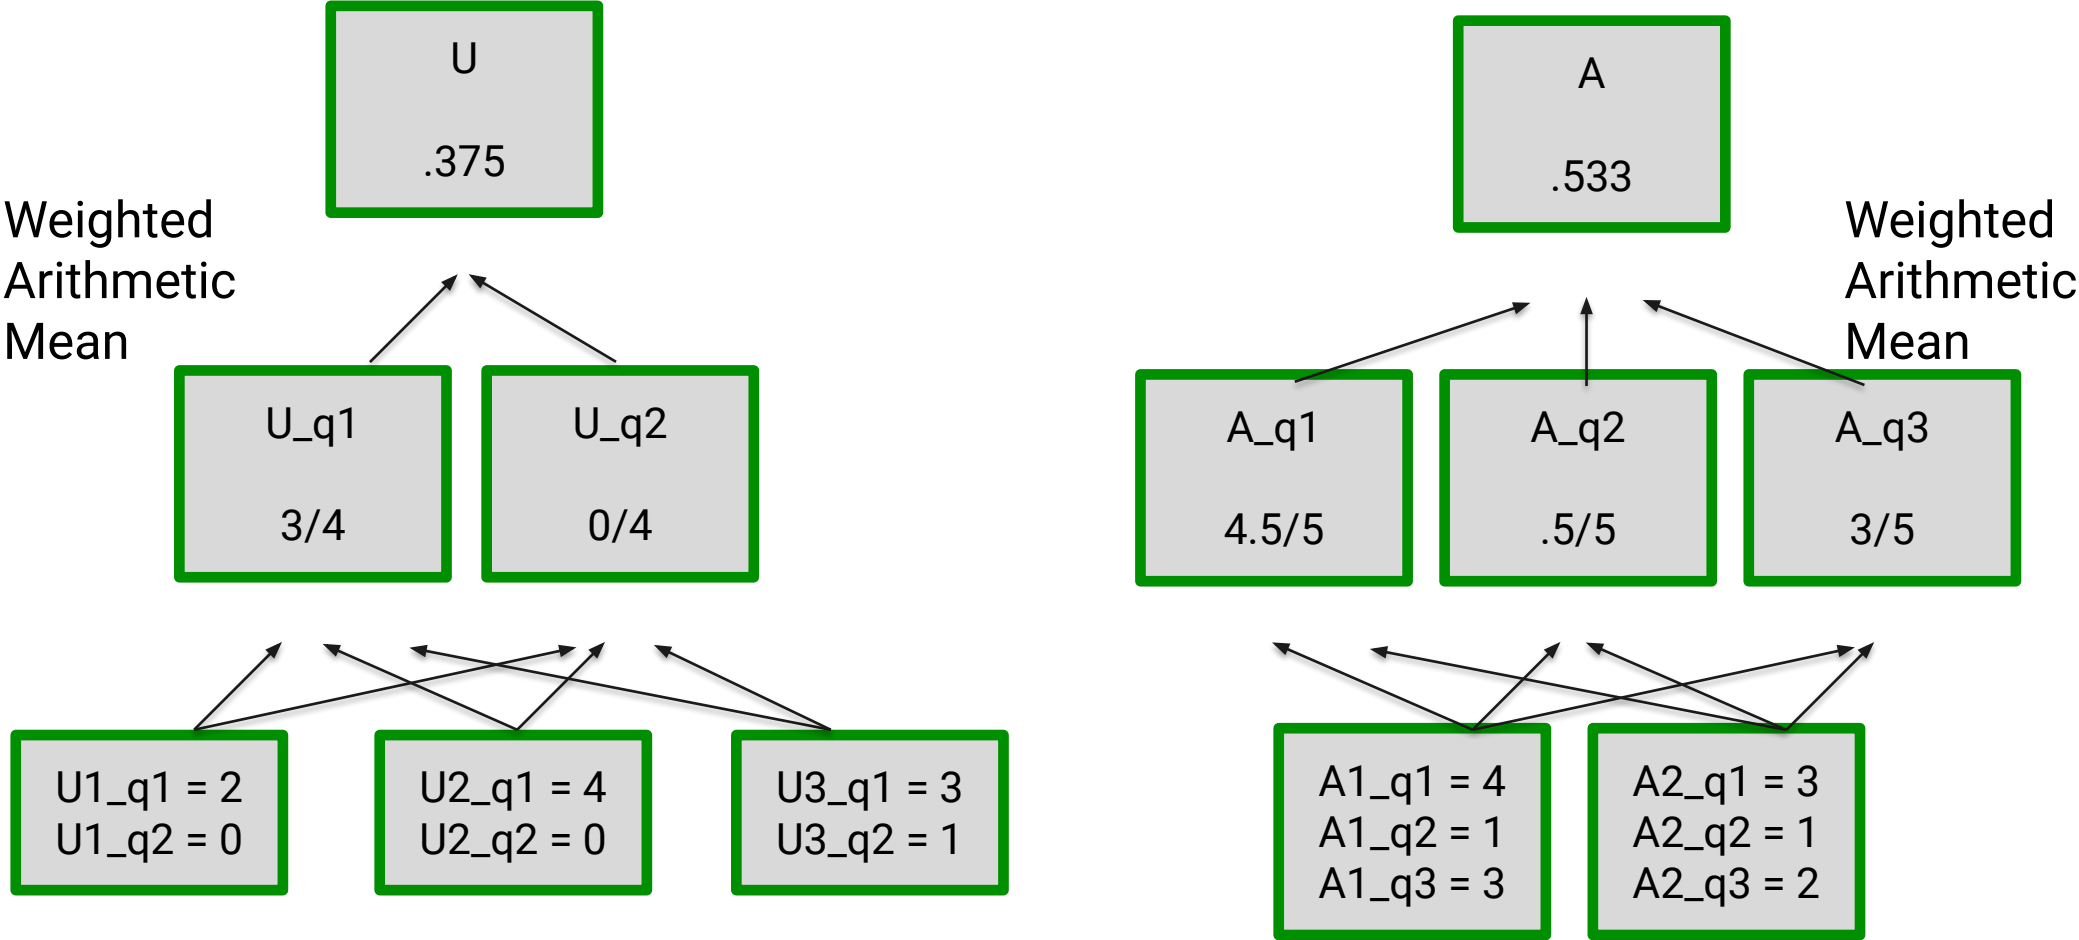 U
.375
A
.533
Weighted
Arithmetic
Mean
Weighted
Arithmetic
Mean
U_q1
3/4
U_q2
0/4
A_q1
4.5/5
A_q2
.5/5
A_q3
3/5
U1_q1 = 2
U1_q2 = 0
U2_q1 = 4
U2_q2 = 0
U3_q1 = 3
U3_q2 = 1
A1_q1 = 4
A1_q2 = 1
A1_q3 = 3
A2_q1 = 3
A2_q2 = 1
A2_q3 = 2